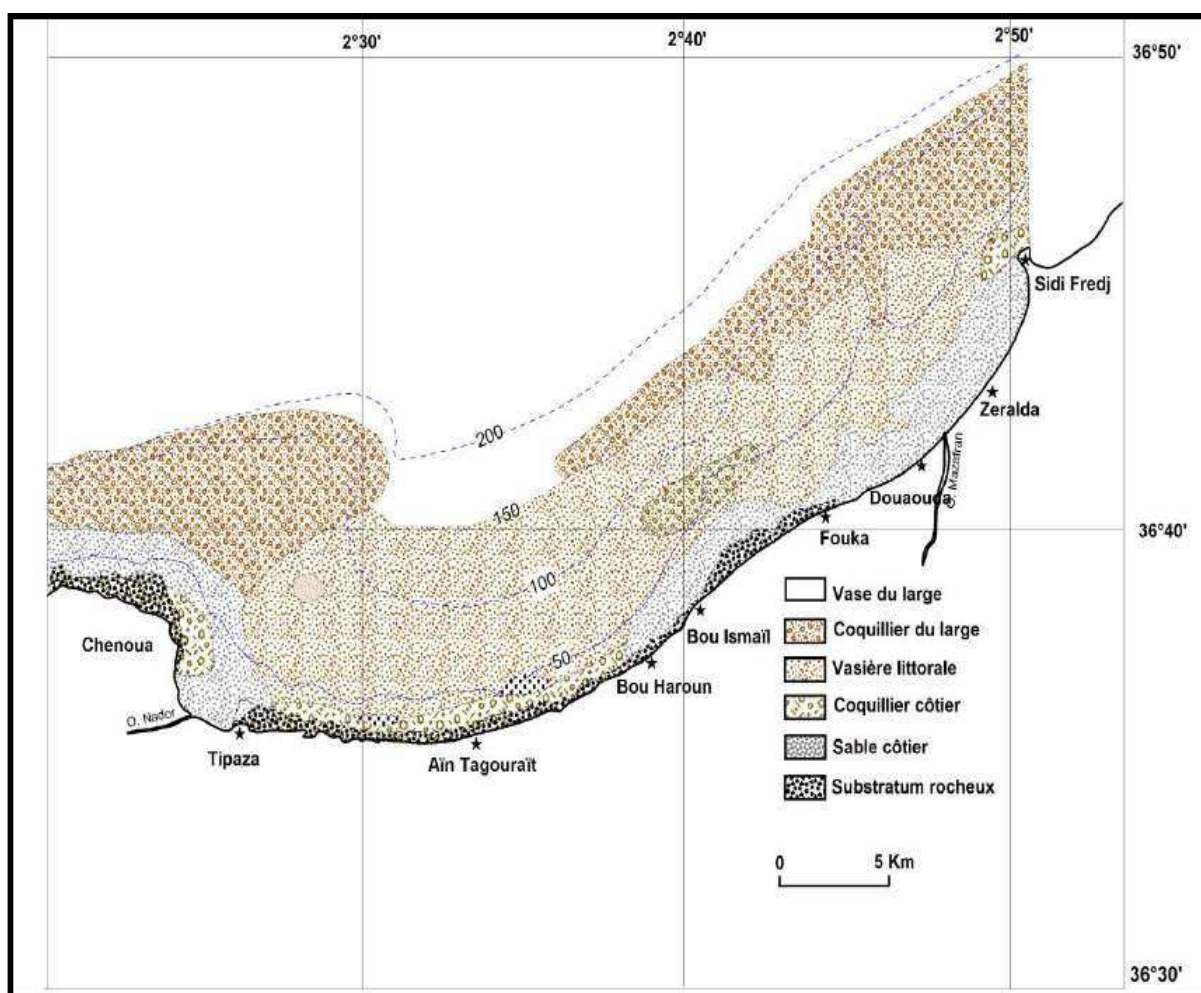 2°30'
2°40'
2°50'
36°50'
Sidi Fredj
Zeralda
200
O. Mazafran
Douaouda
150
Fouka
36°40'
100
Vase du large
Bou Ismaïl
Coquillier du large
Chenoua
50
Vasière littorale
Bou Haroun
Coquillier côtier
O. Nador
Tipaza
Aïn Tagouraït
Sable côtier
Substratum rocheux
0 5 Km
36°30'